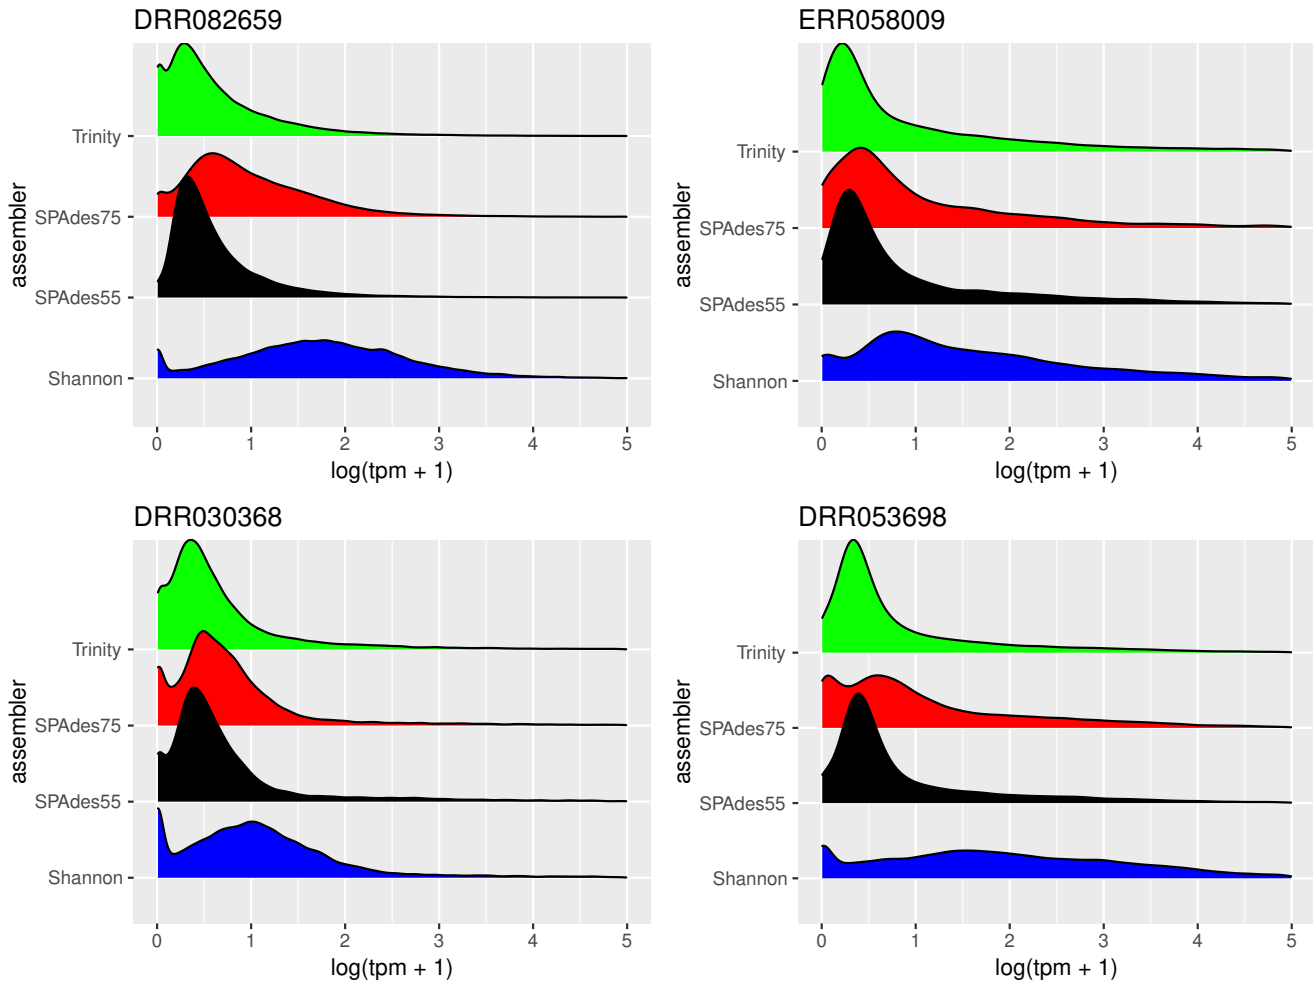 DRR082659
assembler
Trinity
SPAdes75
SPAdes55
Shannon
0 1 2 3 4 5
log(tpm + 1)
ERR058009
assembler
Trinity
SPAdes75
SPAdes55
Shannon
0 1 2 3 4 5
log(tpm + 1)
DRR030368
assembler
Trinity
SPAdes75
SPAdes55
Shannon
0 1 2 3 4 5
log(tpm + 1)
DRR053698
assembler
Trinity
SPAdes75
SPAdes55
Shannon
0 1 2 3 4 5
log(tpm + 1)